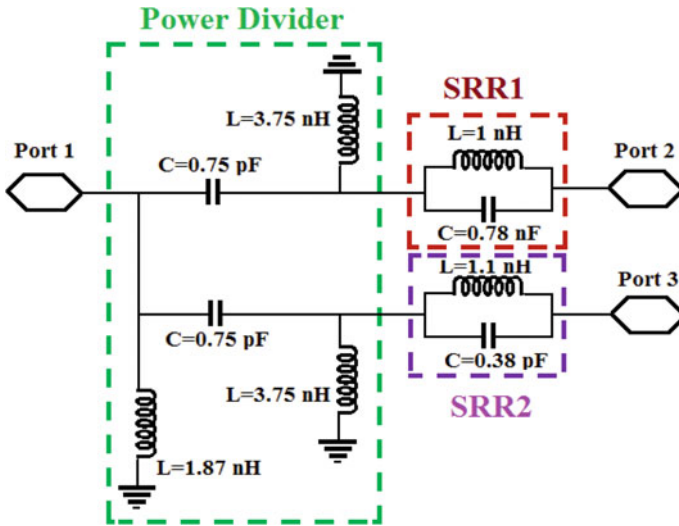 Power Divider
L=3.75 nH
SRR1
L=1 nH
Port 1
C=0.75 pF
Port 2
C=0.78 nF
L=1.1 nH
Port 3
C=0.75 pF
C=0.38 pF
L=3.75 nH
SRR2
L=1.87 nH